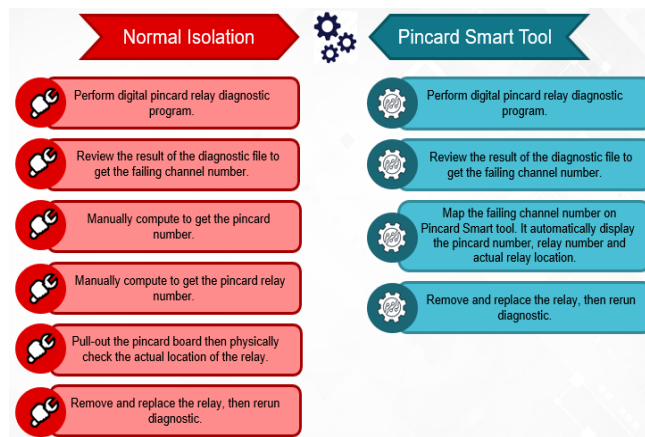 Normal Isolation
Perform digital pincard relay diagnostic
program.
Review the result of the diagnostic file to
get the failing channel number.
Manually compute to get the pincard
number.
Manually compute to get the pincard relay
number.
Pull-out the pincard board then physically
check the actual location of the relay.
Remove and replace the relay, then rerun
diagnostic.
Pincard Smart Tool
Perform digital pincard relay diagnostic
program.
Review the result of the diagnostic file to
get the failing channel number.
Map the failing channel number on
Pincard Smart tool. It automatically display
the pincard number, relay number and
actual relay location.
Remove and replace the relay, then rerun
diagnostic.